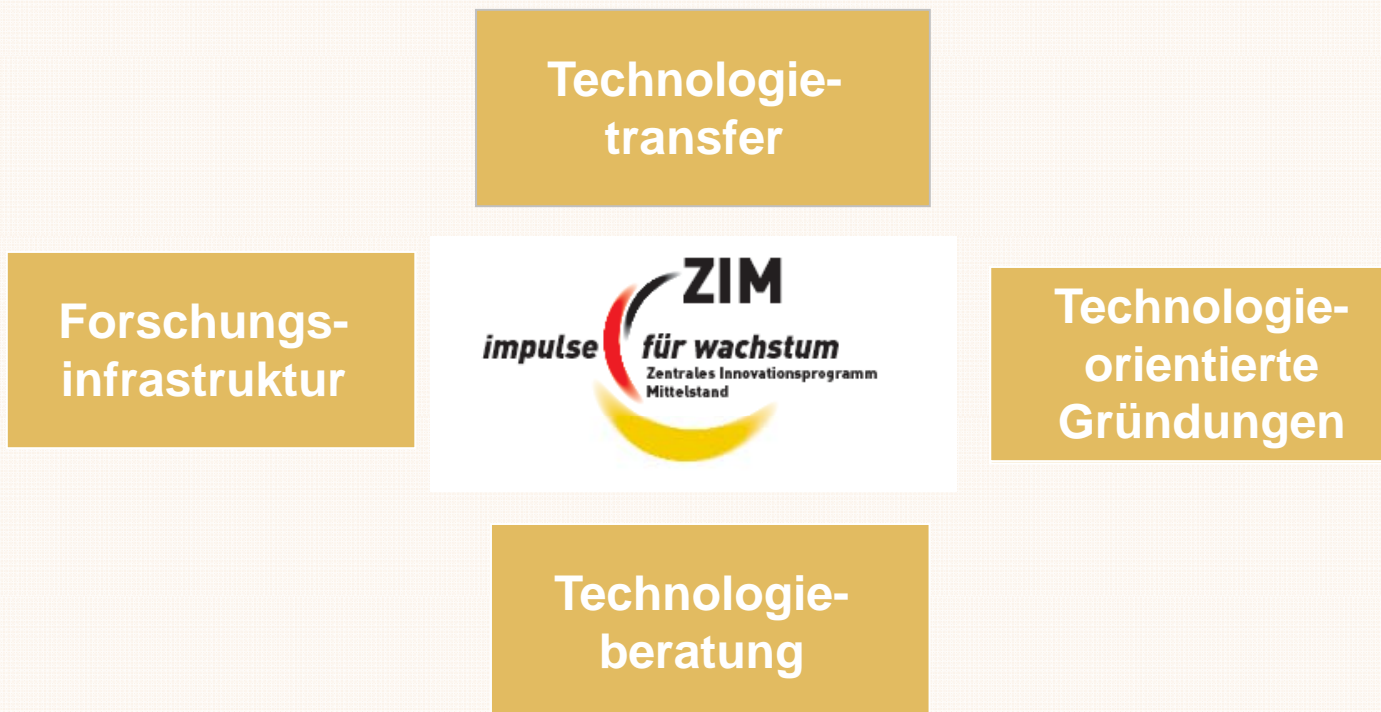 Technologie-
transfer
Forschungs-
infrastruktur
ZIM
impulse für wachstum
Zentrales Innovationsprogramm
Mittelstand
Technologie-
orientierte
Gründungen
Technologie-
beratung